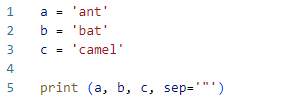 1 a = 'ant'
2 b = 'bat'
3 c = 'camel'
4
5 print (a, b, c, sep='"')